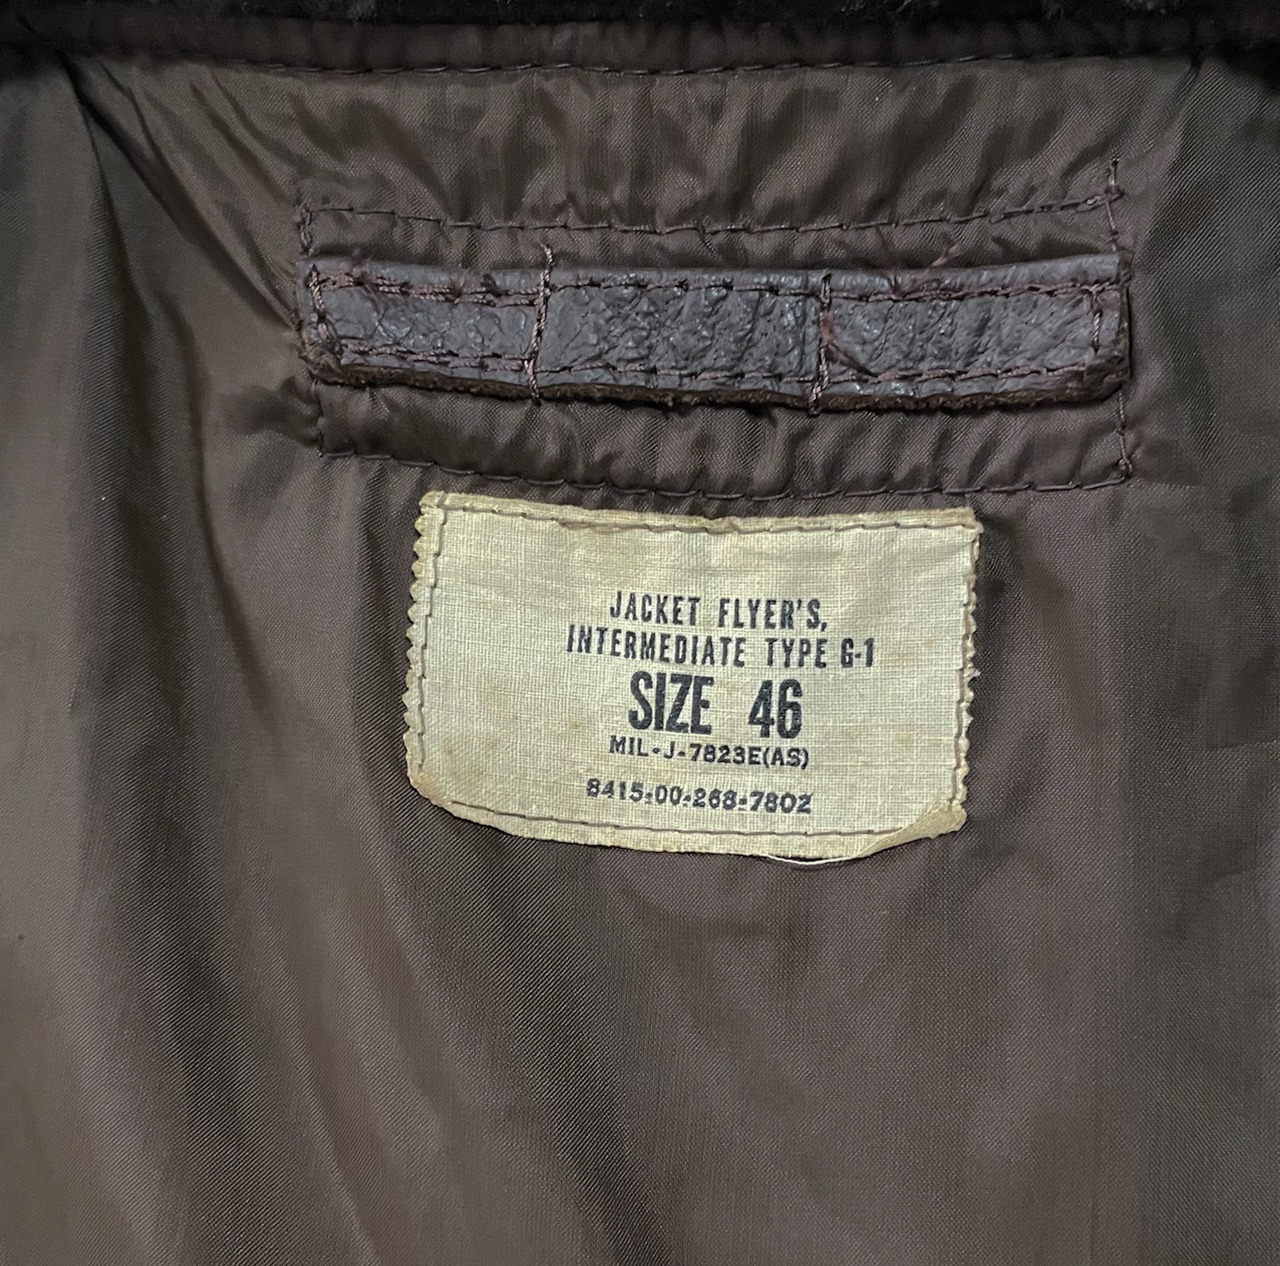 JACKET FLYER'S,
INTERMEDIATE TYPE G-1
SIZE 46
MIL-J-7823E(AS)
8415-00-268-7802